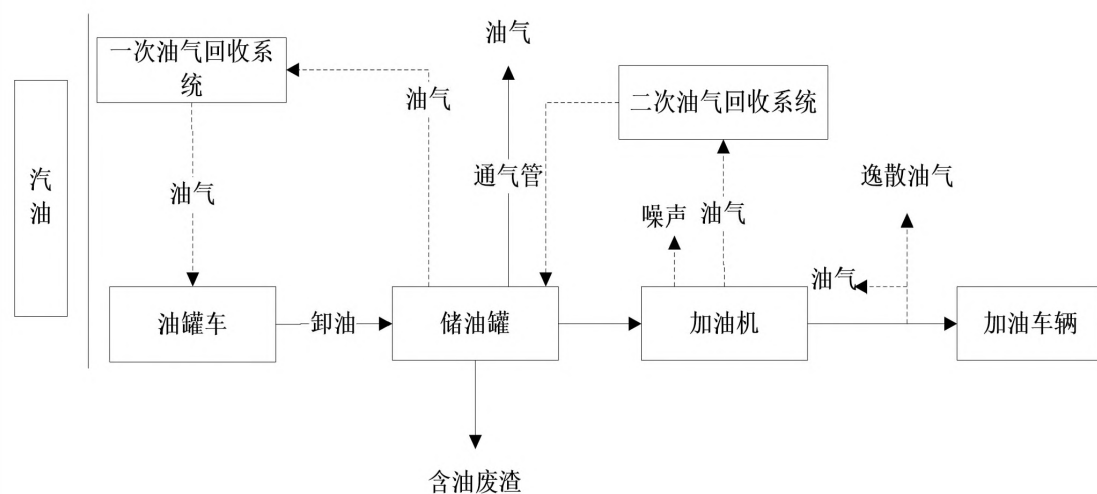 油气
一次油气回收系
统
油气
二次油气回收系统
汽
油
油气
通气管
逸散油气
噪声
油气
油气
油罐车
卸油
储油罐
加油机
加油车辆
含油废渣